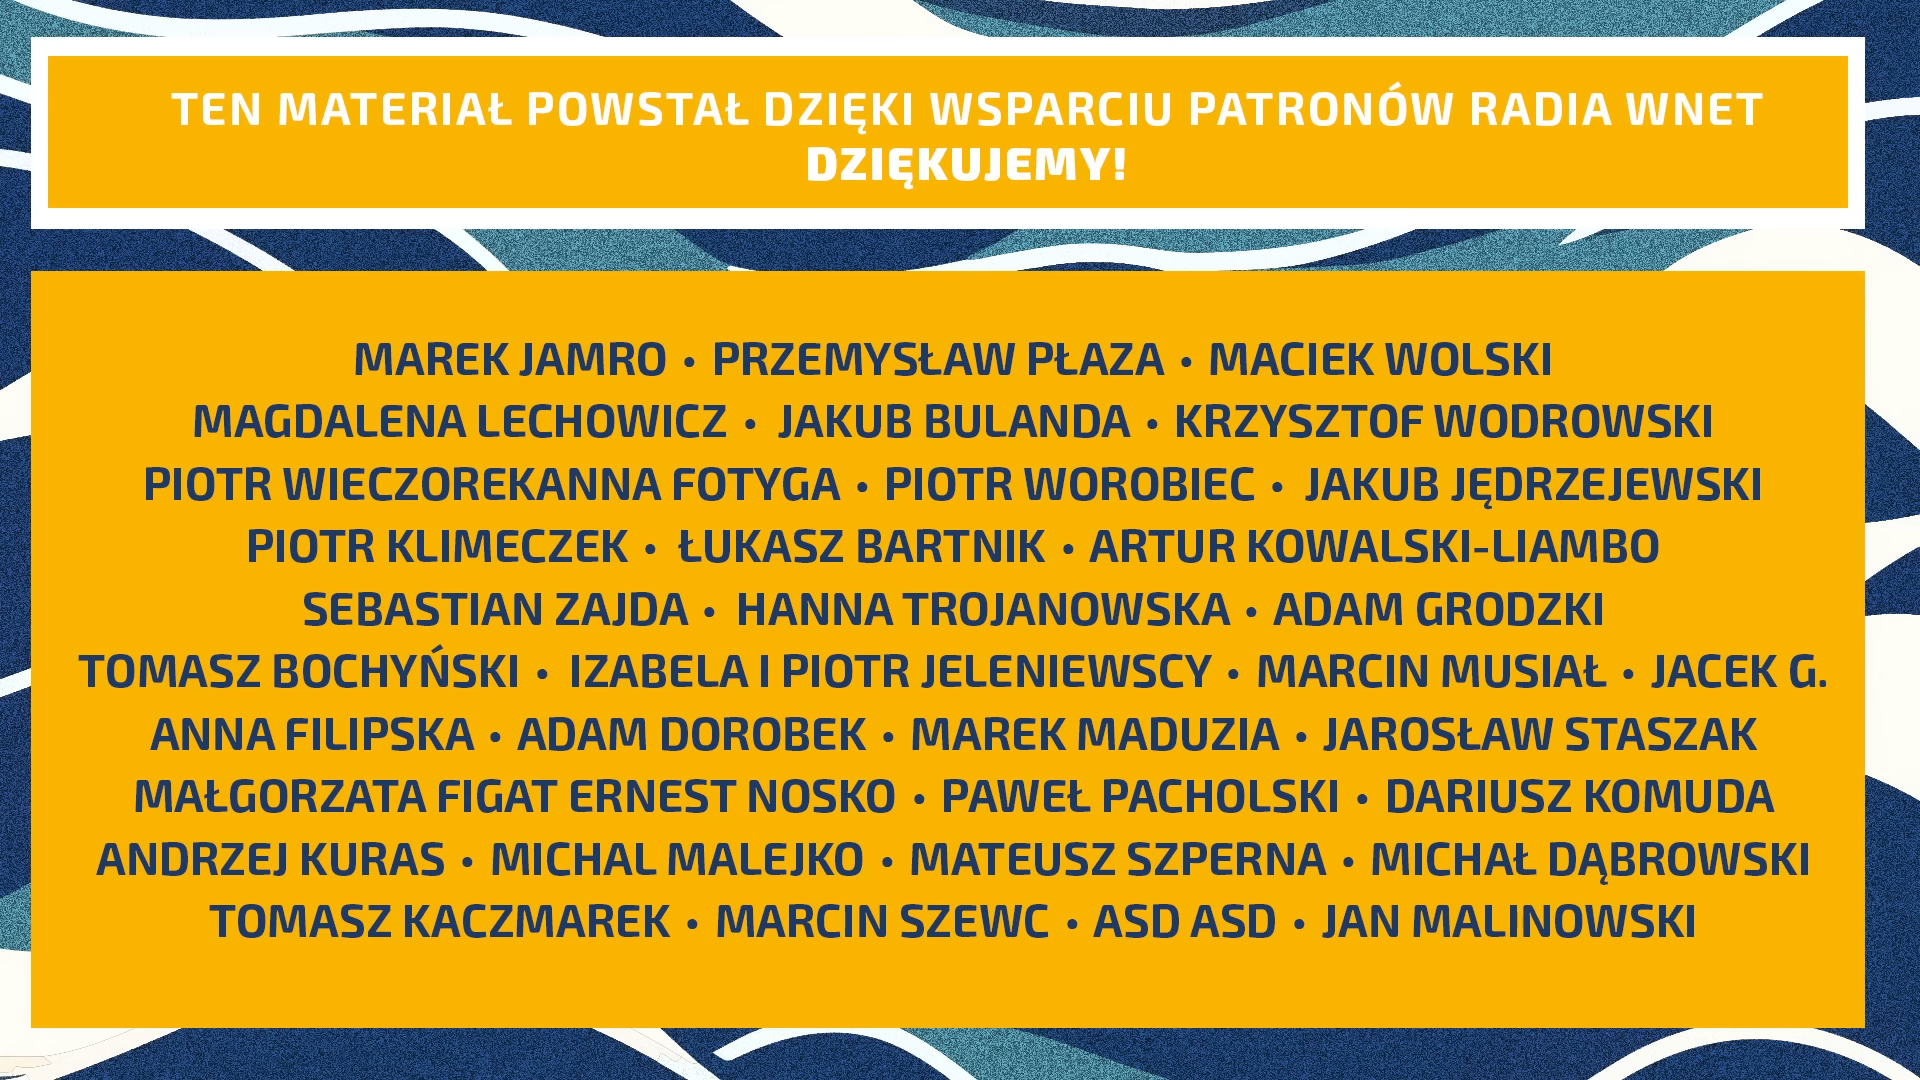 TEN MATERIAŁ POWSTAŁ DZIĘKI WSPARCIU PATRONÓW RADIA WNET
DZIĘKUJEMY!
MAREK JAMRO • PRZEMYSŁAW PŁAZA • MACIEK WOLSKI
MAGDALENA LECHOWICZ • JAKUB BULANDA • KRZYSZTOF WODROWSKI
PIOTR WIECZOREKANNA FOTYGA • PIOTR WOROBIEC • JAKUB JĘDRZEJEWSKI
PIOTR KLIMECZEK • ŁUKASZ BARTNIK • ARTUR KOWALSKI-LIAMBO
SEBASTIAN ZAJDA • HANNA TROJANOWSKA • ADAM GRODZKI
TOMASZ BOCHYŃSKI • IZABELA I PIOTR JELENIEWSCY • MARCIN MUSIAŁ • JACEK G.
ANNA FILIPSKA • ADAM DOROBEK • MAREK MADUZIA • JAROSŁAW STASZAK
MAŁGORZATA FIGAT ERNEST NOSKO • PAWEŁ PACHOLSKI • DARIUSZ KOMUDA
ANDRZEJ KURAS • MICHAL MALEJKO • MATEUSZ SZPERNA • MICHAŁ DĄBROWSKI
TOMASZ KACZMAREK • MARCIN SZEWC • ASD ASD • JAN MALINOWSKI